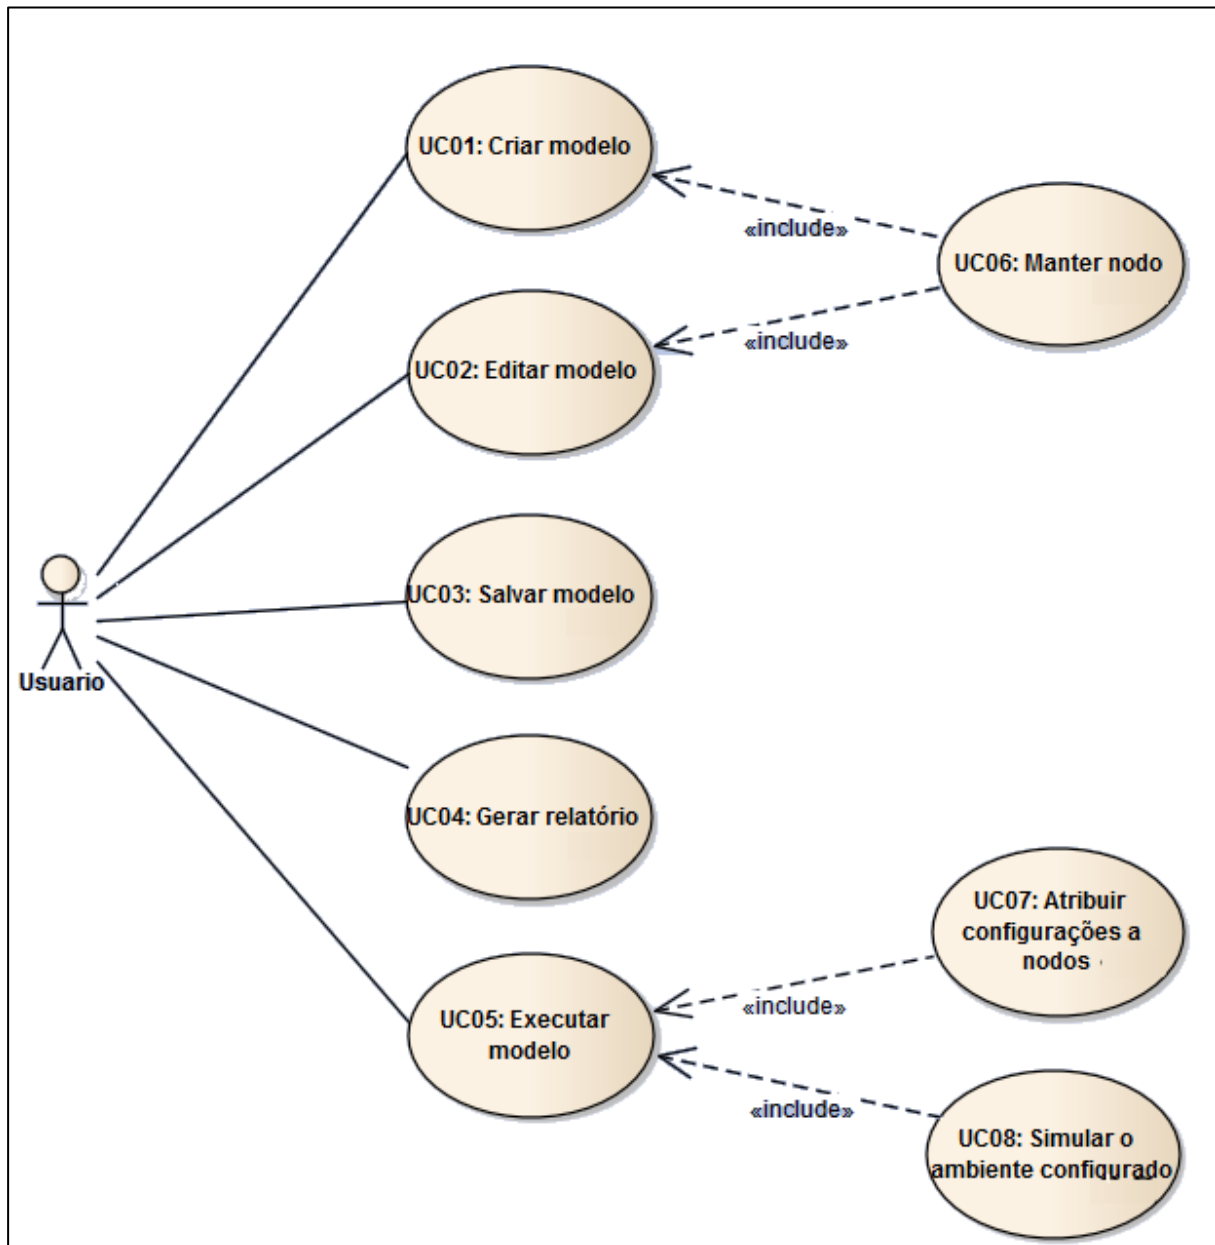 UC01: Criar modelo
«include»
UC06: Manter nodo
UC02: Editar modelo
«include»
UC03: Salvar modelo
Usuario
UC04: Gerar relatório
UC07: Atribuir
configurações a
nodos
«include»
UC05: Executar
modelo
«include»
UC08: Simular o
ambiente configurado